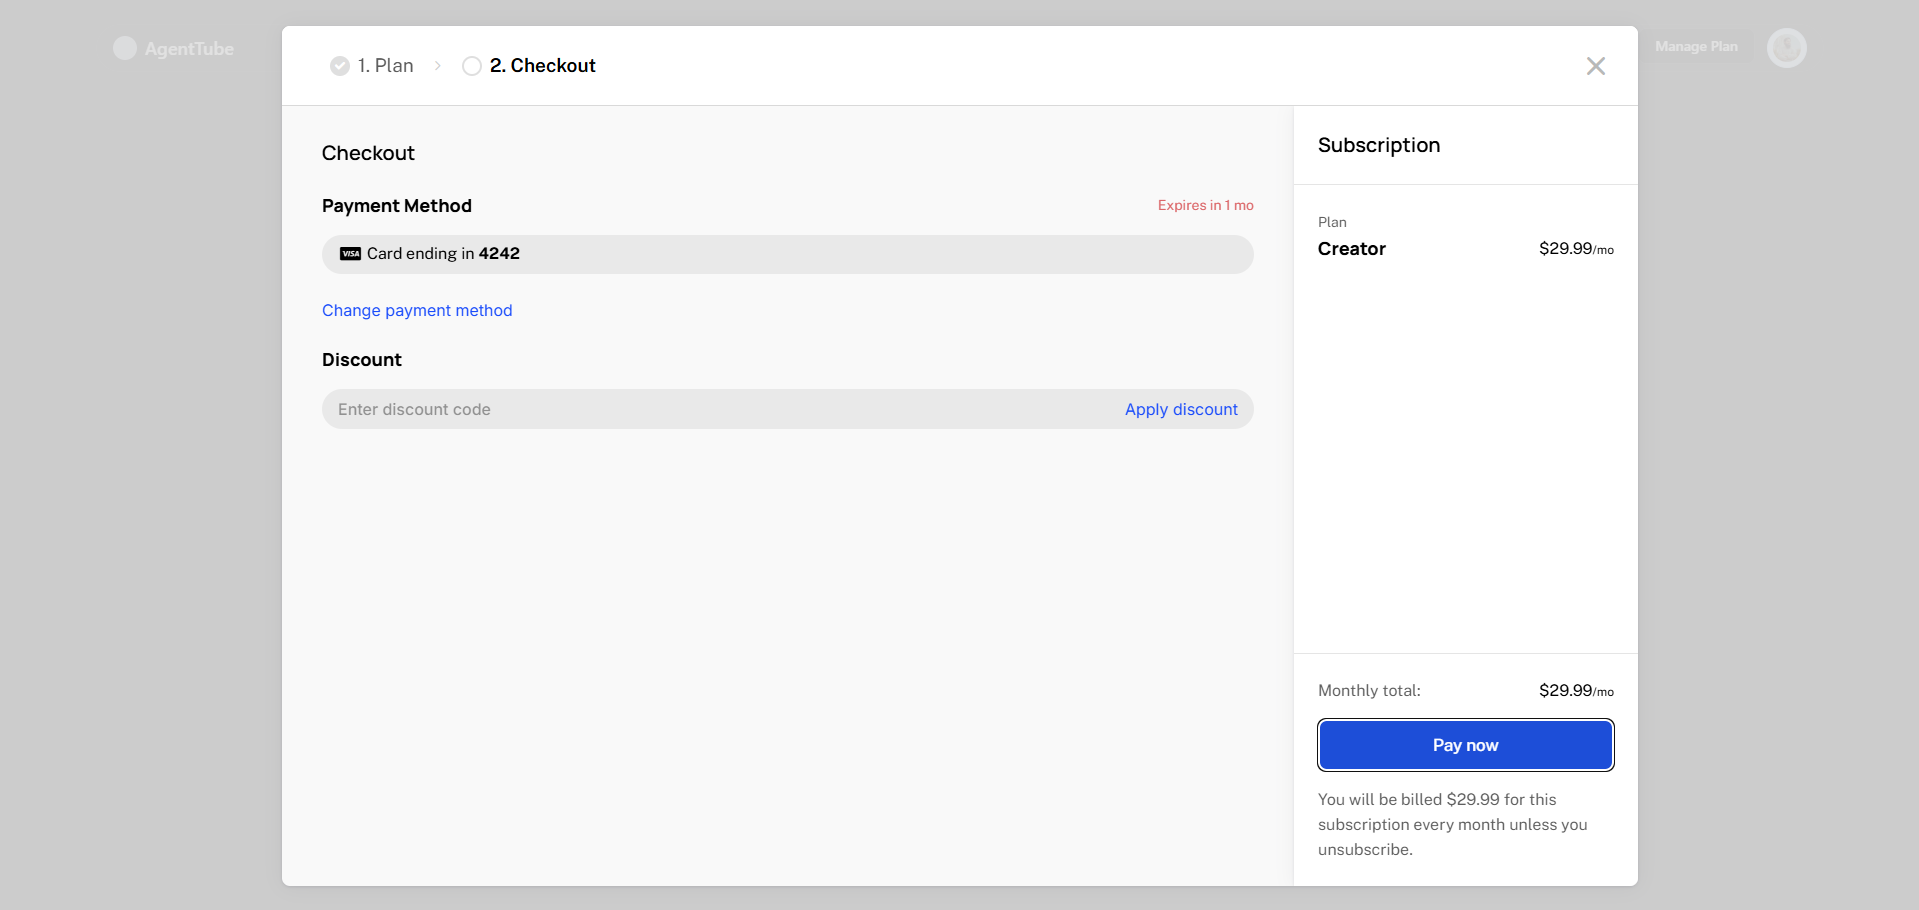 AgentTube
Manage Plan
1. Plan
2. Checkout
Checkout
Payment Method
Expires in 1 mo
VISA Card ending in 4242
Change payment method
Discount
Enter discount code
Apply discount
Subscription
Plan
Creator
$29.99/mo
Monthly total:
$29.99/mo
Pay now
You will be billed $29.99 for this
subscription every month unless you
unsubscribe.